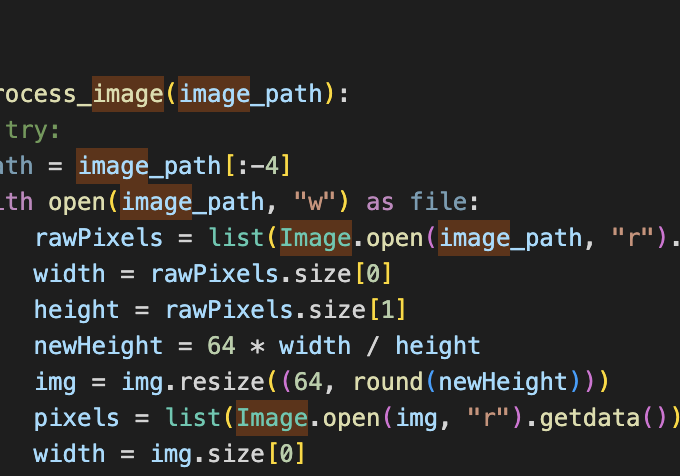 rocess_image(image_path):
try:
ath = image_path[:-4]
ith open(image_path, "w") as file:
rawPixels = list(Image.open(image_path, "r").
width = rawPixels.size[0]
height = rawPixels.size[1]
newHeight = 64 * width / height
img = img.resize((64, round(newHeight)))
pixels = list(Image.open(img, "r").getdata())
width = img.size[0]